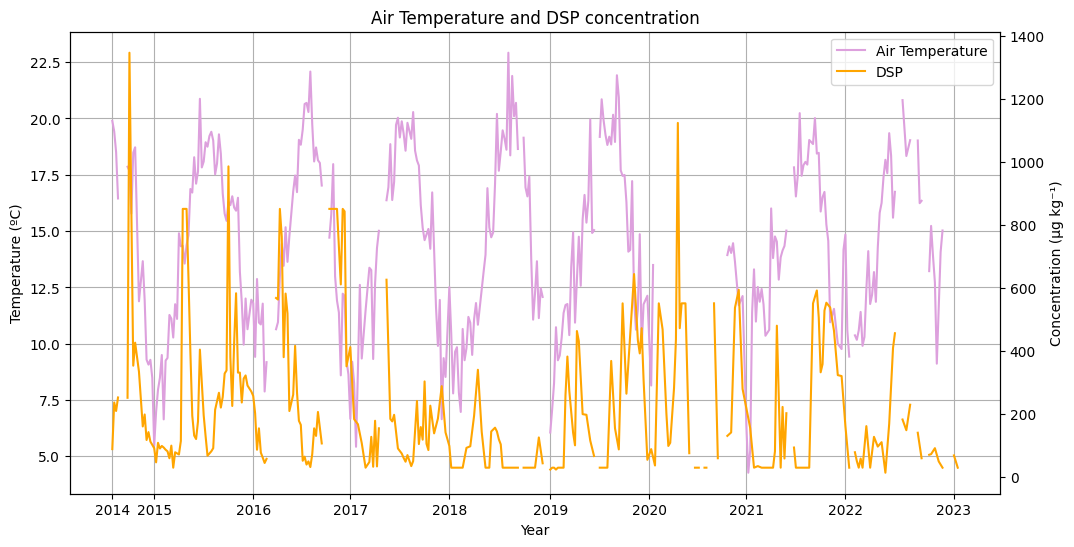 Air Temperature and DSP concentration
Air Temperature
DSP
Temperature (ºC)
22.5
20.0
17.5
15.0
12.5
10.0
7.5
5.0
1400
1200
1000
800
600
400
200
0
Concentration (µg kg⁻¹)
2014 2015 2016 2017 2018 2019 2020 2021 2022 2023
Year